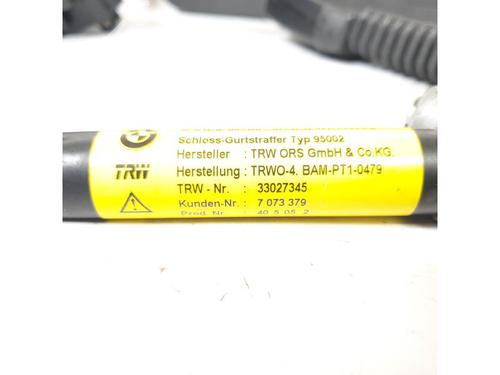 Schloss-Gurtstraffer Typ 95002
Hersteller : TRW ORS GmbH & Co.KG.
TRW
Herstellung : TRWO-4. BAM-PT1-0479
TRW - Nr. : 33027345
Kunden-Nr. : 7 073 379
Prod. Nr. 40 5 05 2